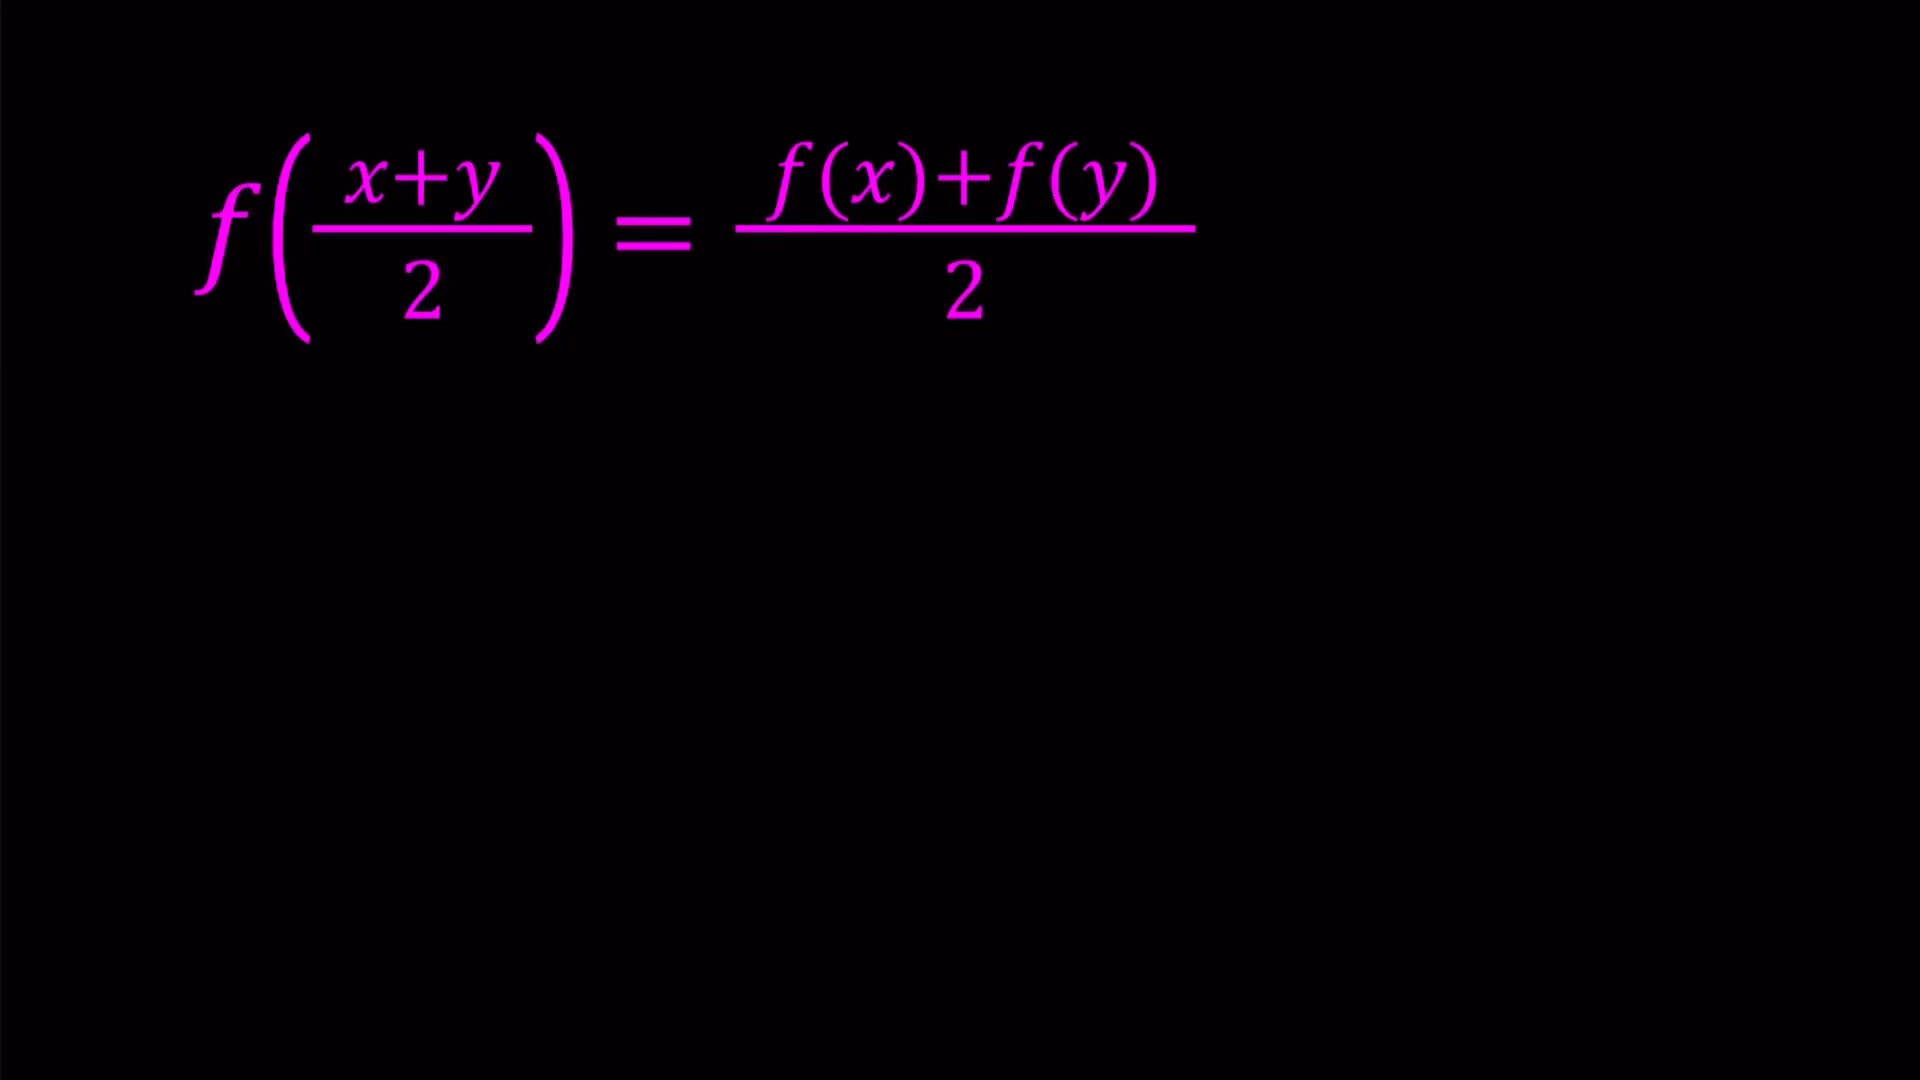 f((x+y)/2) = (f(x)+f(y))/2